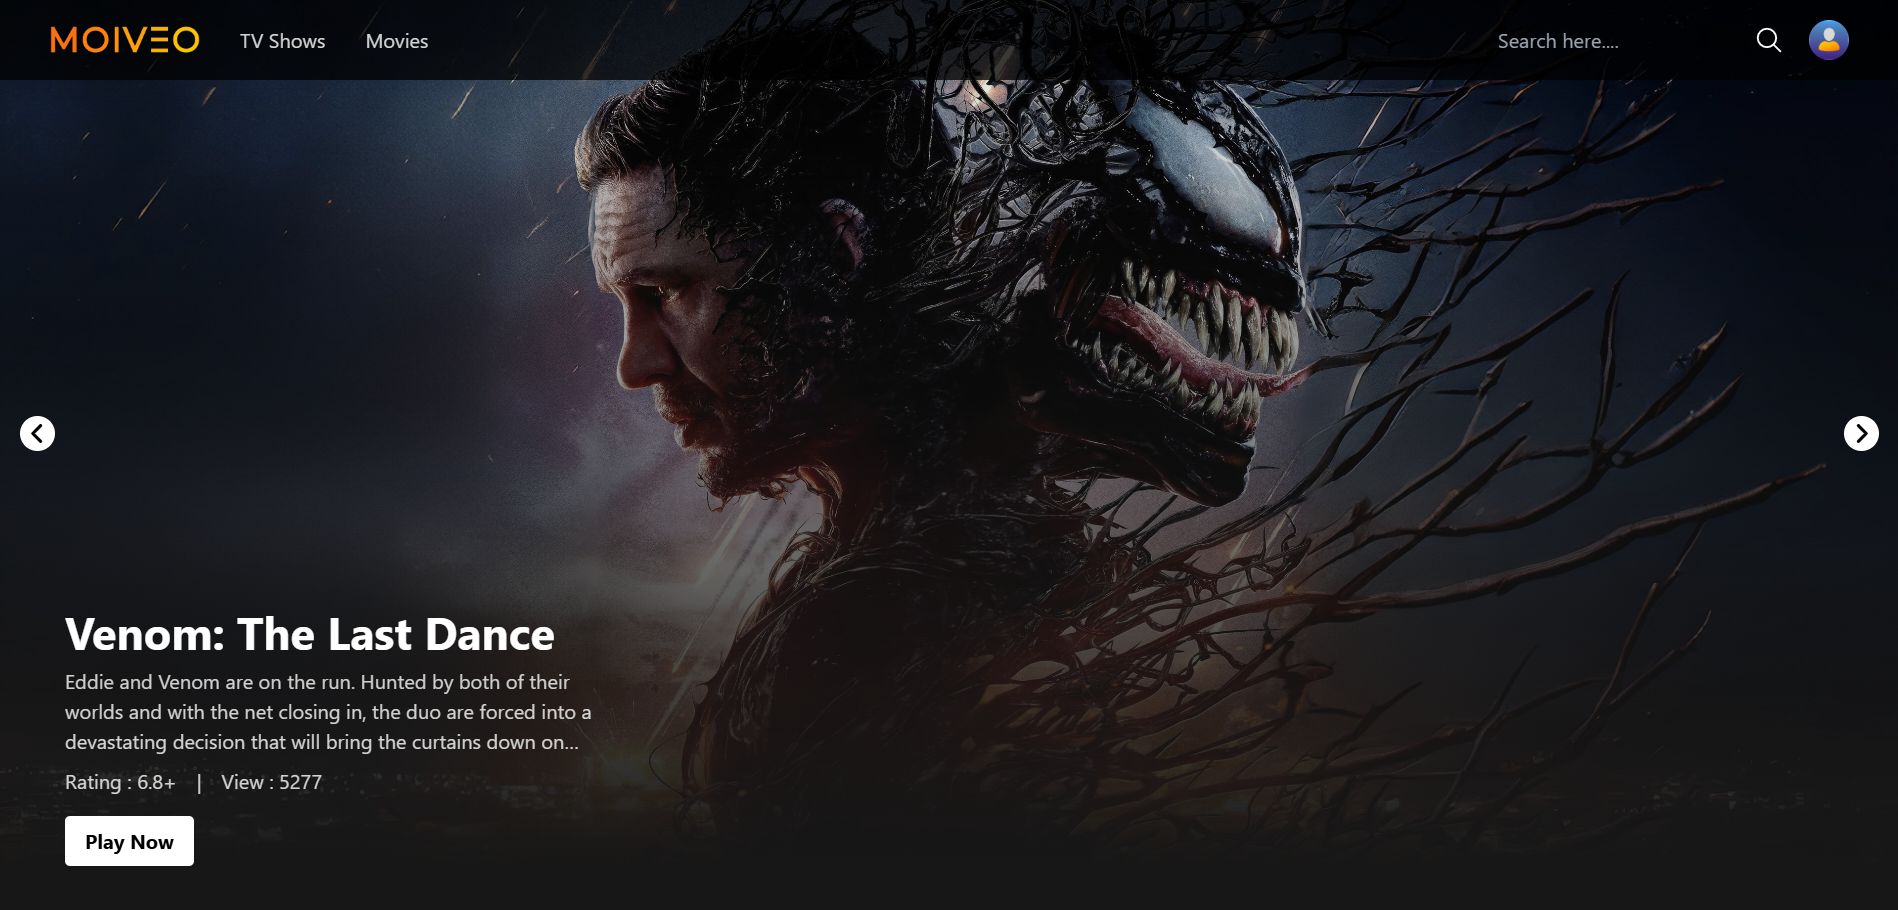 MOIVEO
TV Shows
Movies
Search here....
Venom: The Last Dance
Eddie and Venom are on the run. Hunted by both of their
worlds and with the net closing in, the duo are forced into a
devastating decision that will bring the curtains down on...
Rating : 6.8+ | View : 5277
Play Now